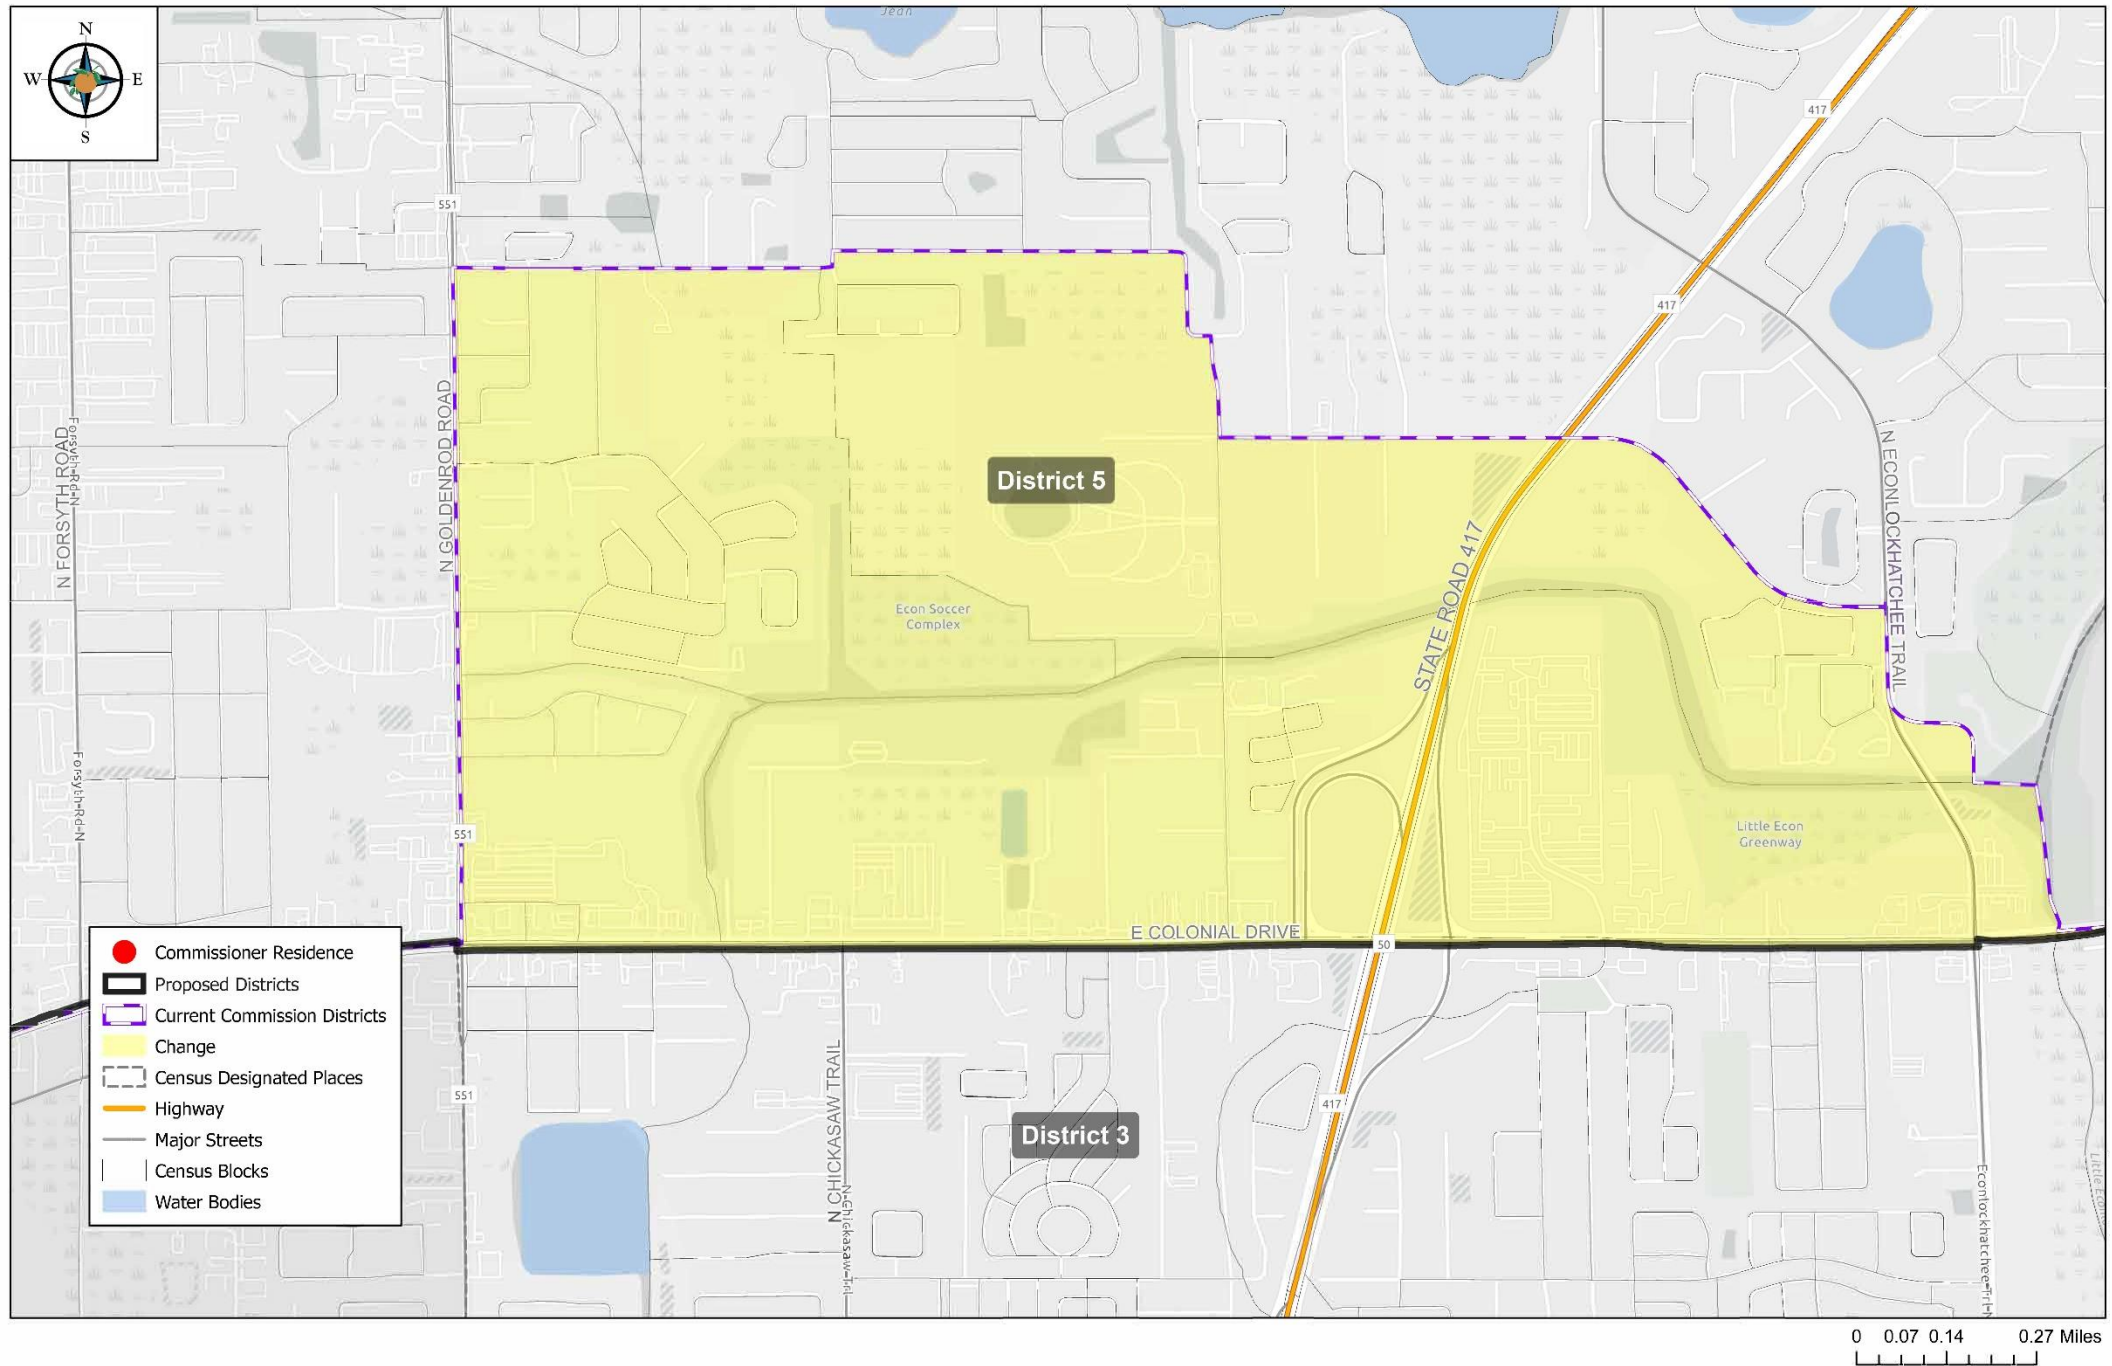 N
W
E
S
Jean
417
551
417
N GOLDENROD ROAD
N FORSYTH ROAD
Forsyth-Rd-N
N ECONLOCKHATCHEE TRAIL
District 5
STATE ROAD 417
Econ Soccer
Complex
Forsyth-Rd-N
551
Little Econ
Greenway
E COLONIAL DRIVE
50
Commissioner Residence
Proposed Districts
Current Commission Districts
Change
Census Designated Places
Highway
Major Streets
Census Blocks
Water Bodies
551
N CHICKASAW TRAIL
N-Chickasaw-Trl
417
District 3
Econlockhatchee-Trl-N
Little Econ
0 0.07 0.14 0.27 Miles